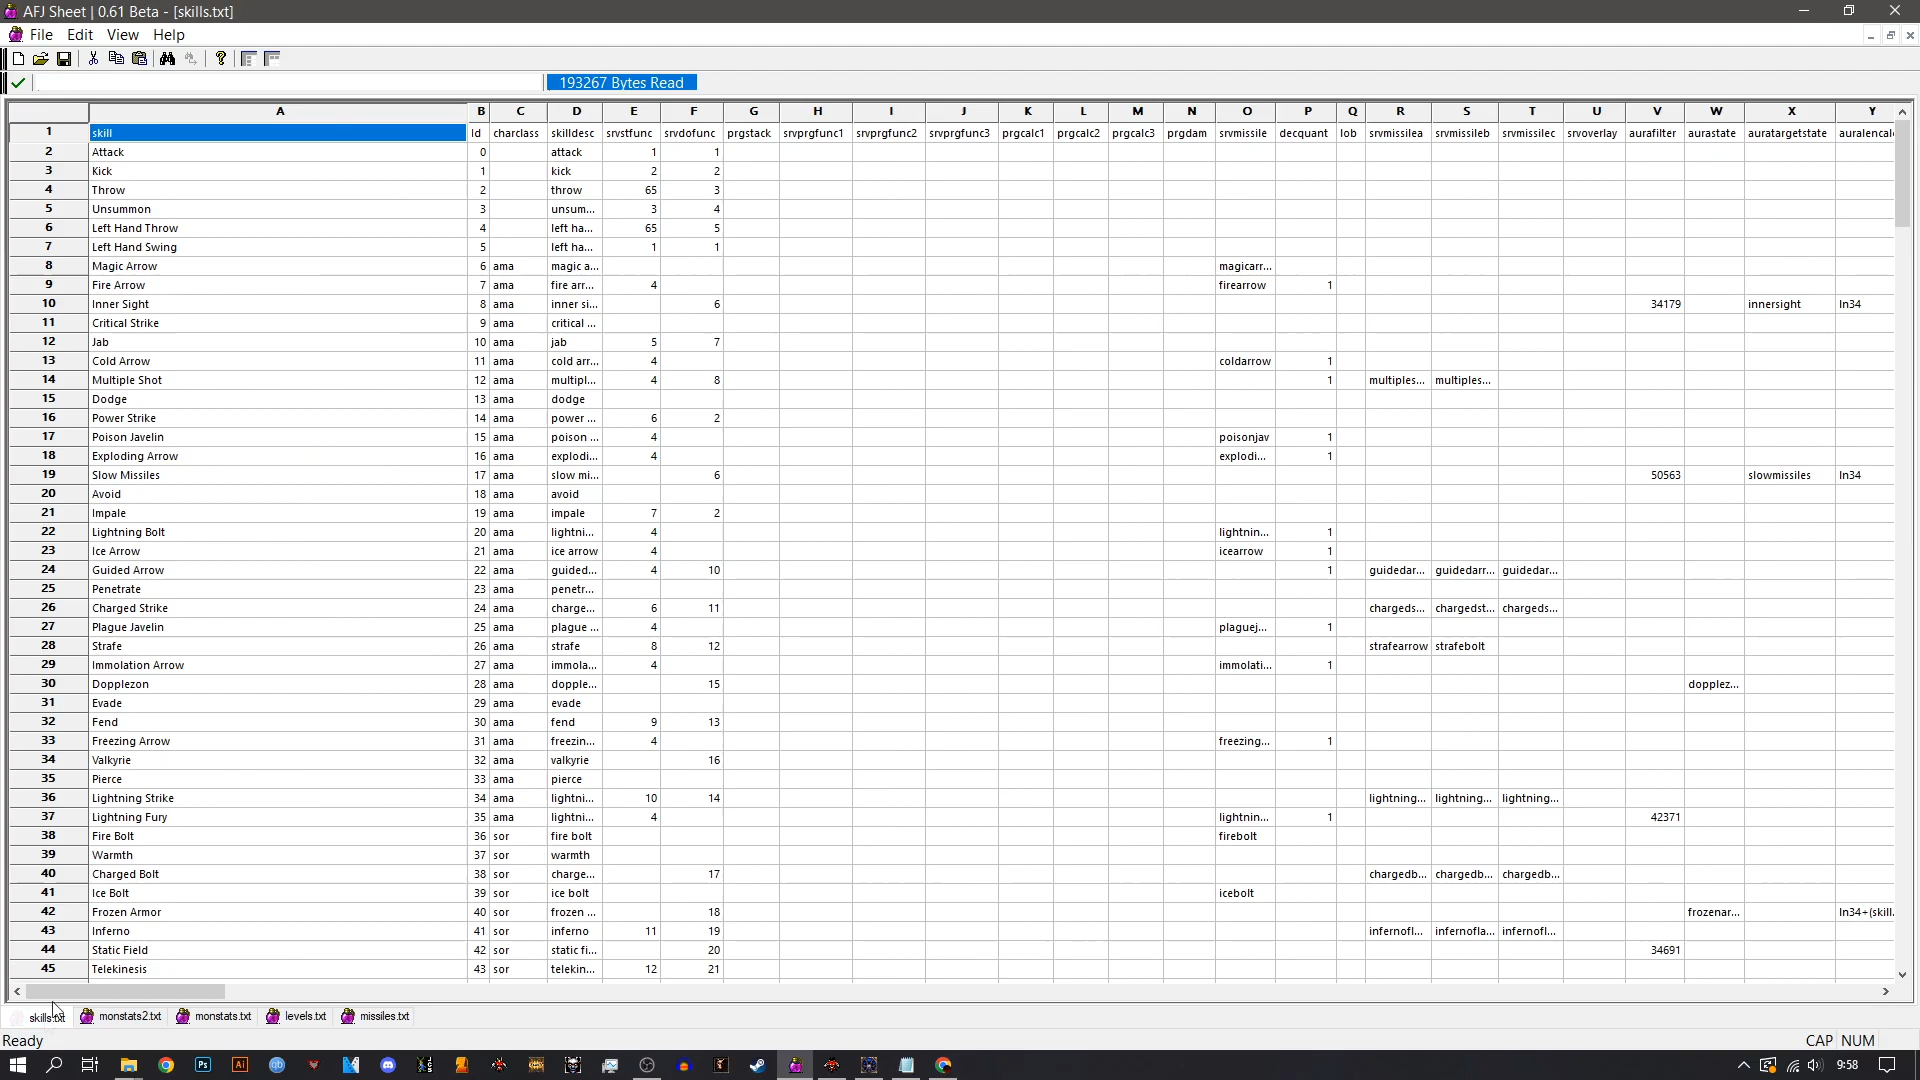 AFJ Sheet | 0.61 Beta - [skills.txt]
File Edit View Help
193267 Bytes Read
A B C D E F G H I J K L M N O P Q R S T U V W X Y
1 skill Id charclass skilldesc srvstfunc srvdofunc prgstack srvprgfunc1 srvprgfunc2 srvprgfunc3 prgcalc1 prgcalc2 prgcalc3 prgdam srvmissile decquant lob srvmissilea srvmissileb srvmissilec srvoverlay aurafilter aurastate auratargetstate auralencal
2 Attack 0 attack 1 1
3 Kick 1 kick 2 2
4 Throw 2 throw 65 3
5 Unsummon 3 unsum... 3 4
6 Left Hand Throw 4 left ha... 65 5
7 Left Hand Swing 5 left ha... 1 1
8 Magic Arrow 6 ama magic a... magicarr...
9 Fire Arrow 7 ama fire arr... 4 firearrow 1
10 Inner Sight 8 ama inner si... 6 34179 innersight ln34
11 Critical Strike 9 ama critical ...
12 Jab 10 ama jab 5 7
13 Cold Arrow 11 ama cold arr... 4 coldarrow 1
14 Multiple Shot 12 ama multipl... 4 8 1 multiples... multiples...
15 Dodge 13 ama dodge
16 Power Strike 14 ama power ... 6 2
17 Poison Javelin 15 ama poison ... 4 poisonjav 1
18 Exploding Arrow 16 ama explodi... 4 explodi... 1
19 Slow Missiles 17 ama slow mi... 6 50563 slowmissiles ln34
20 Avoid 18 ama avoid
21 Impale 19 ama impale 7 2
22 Lightning Bolt 20 ama lightni... 4 lightnin... 1
23 Ice Arrow 21 ama ice arrow 4 icearrow 1
24 Guided Arrow 22 ama guided... 4 10 1 guidedar... guidedarr... guidedar...
25 Penetrate 23 ama penetr...
26 Charged Strike 24 ama charge... 6 11 chargeds... chargedst... chargeds...
27 Plague Javelin 25 ama plague ... 4 plaguej... 1
28 Strafe 26 ama strafe 8 12 strafearrow strafebolt
29 Immolation Arrow 27 ama immola... 4 immolati... 1
30 Dopplezon 28 ama dopple... 15 dopplez...
31 Evade 29 ama evade
32 Fend 30 ama fend 9 13
33 Freezing Arrow 31 ama freezin... 4 freezing... 1
34 Valkyrie 32 ama valkyrie 16
35 Pierce 33 ama pierce
36 Lightning Strike 34 ama lightni... 10 14 lightning... lightning... lightning...
37 Lightning Fury 35 ama lightni... 4 lightnin... 1 42371
38 Fire Bolt 36 sor fire bolt firebolt
39 Warmth 37 sor warmth
40 Charged Bolt 38 sor charge... 17 chargedb... chargedb... chargedb...
41 Ice Bolt 39 sor ice bolt icebolt
42 Frozen Armor 40 sor frozen ... 18 frozenar... ln34+(skill.
43 Inferno 41 sor inferno 11 19 infernofl... infernofla... infernofl...
44 Static Field 42 sor static fi... 20 34691
45 Telekinesis 43 sor telekin... 12 21
skills.txt monstats2.txt monstats.txt levels.txt missiles.txt
Ready CAP NUM
9:58